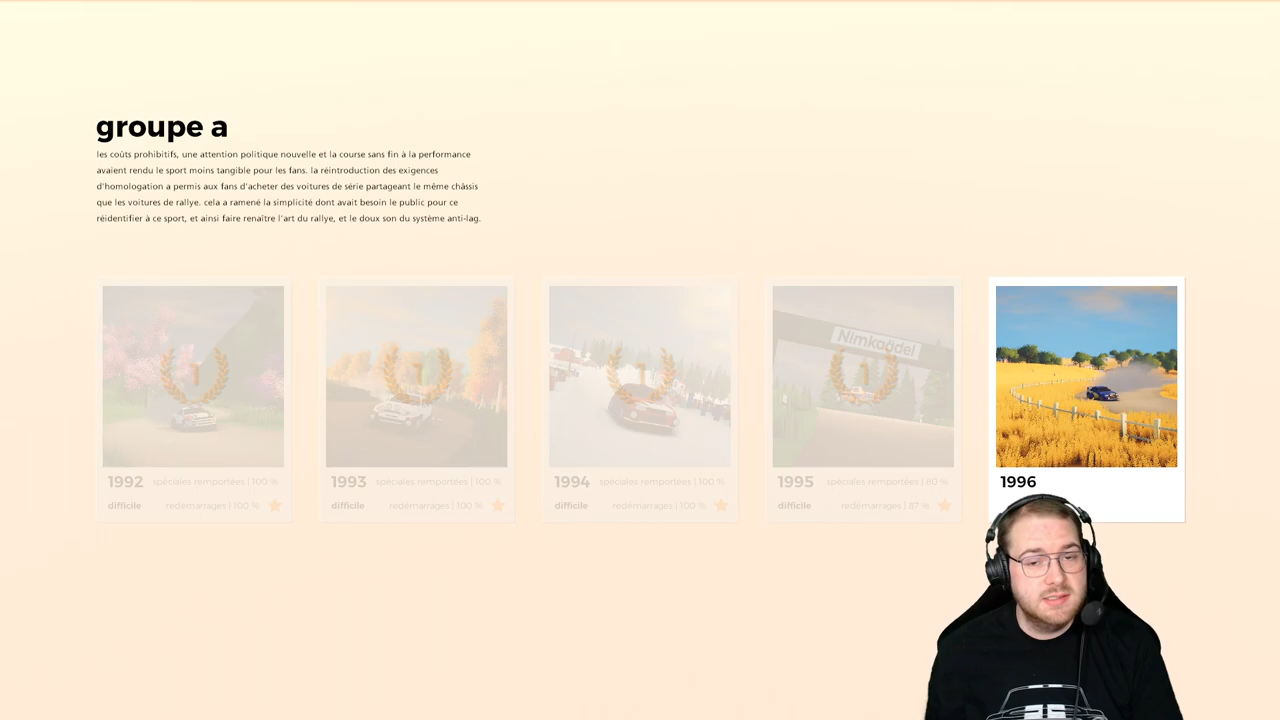 groupe a
les coûts prohibitifs, une attention politique nouvelle et la course sans fin à la performance
avaient rendu le sport moins tangible pour les fans. la réintroduction des exigences
d'homologation a permis aux fans d'acheter des voitures de série partageant le même châssis
que les voitures de rallye. cela a ramené la simplicité dont avait besoin le public pour ce
réidentifier à ce sport, et ainsi faire renaître l'art du rallye, et le doux son du système anti-lag.
1
1
1
Nimkaödel
1
1992 spéciales remportées | 100 %
difficile redémarrages | 100 %
1993 spéciales remportées | 100 %
difficile redémarrages | 100 %
1994 spéciales remportées | 100 %
difficile redémarrages | 100 %
1995 spéciales remportées | 80 %
difficile redémarrages | 87 %
1996